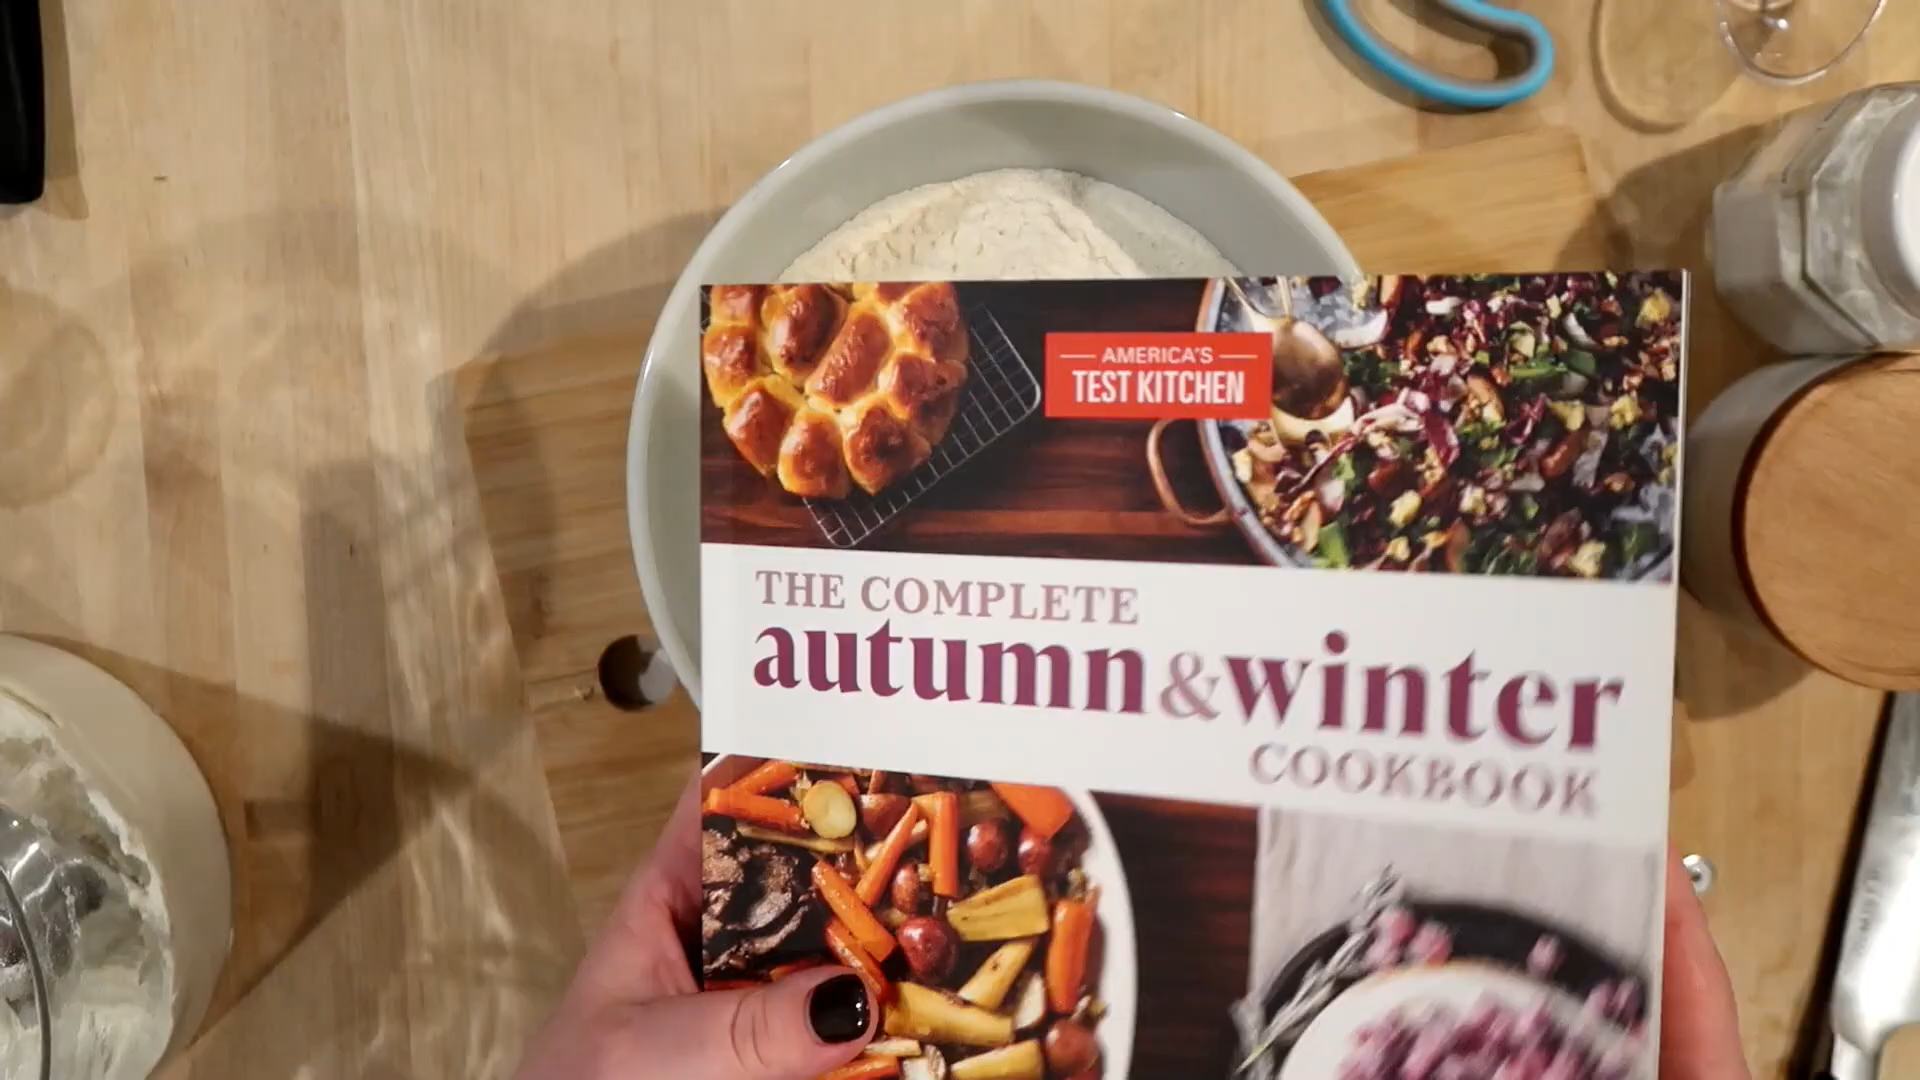 AMERICA'S
TEST KITCHEN
THE COMPLETE
autumn & winter
COOKBOOK